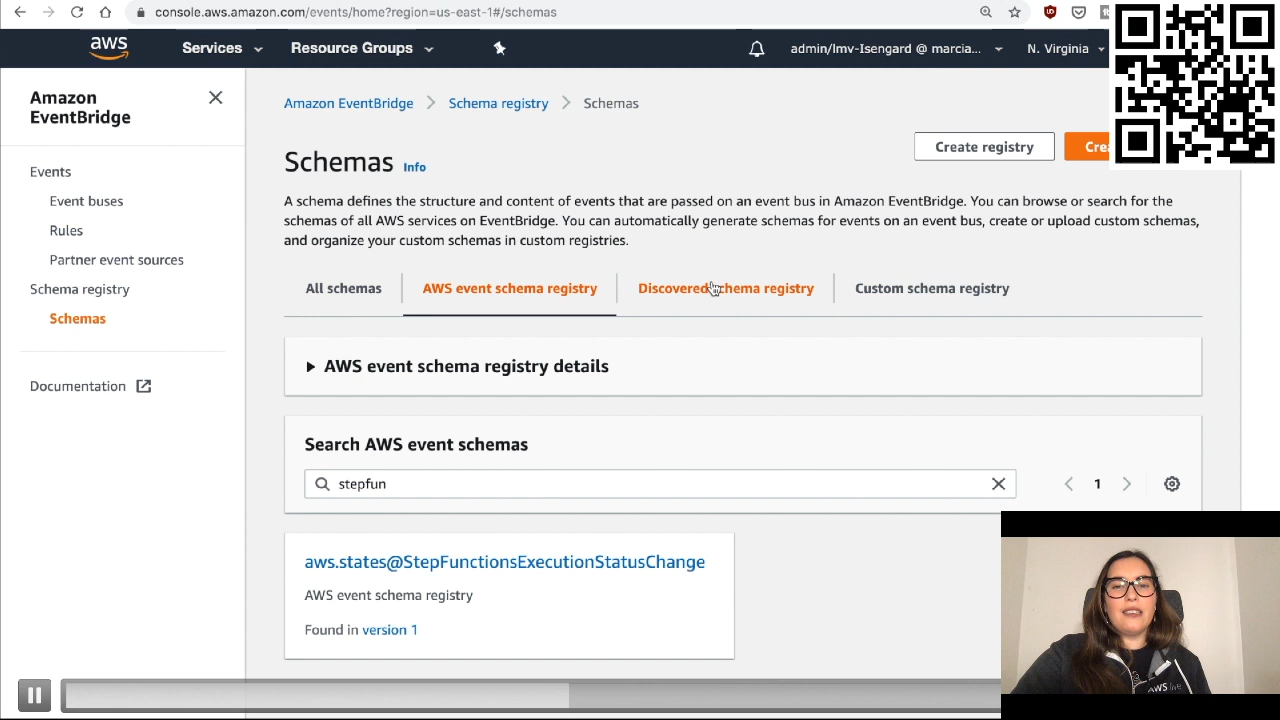 console.aws.amazon.com/events/home?region=us-east-1#/schemas
aws
Services
Resource Groups
admin/lmv-Isengard @ marcia...
N. Virginia
Amazon
EventBridge
Events
Event buses
Rules
Partner event sources
Schema registry
Schemas
Documentation
Amazon EventBridge
Schema registry
Schemas
Schemas Info
Create registry
A schema defines the structure and content of events that are passed on an event bus in Amazon EventBridge. You can browse or search for the
schemas of all AWS services on EventBridge. You can automatically generate schemas for events on an event bus, create or upload custom schemas,
and organize your custom schemas in custom registries.
All schemas
AWS event schema registry
Discovered schema registry
Custom schema registry
AWS event schema registry details
Search AWS event schemas
stepfun
1
aws.states@StepFunctionsExecutionStatusChange
AWS event schema registry
Found in version 1
AWS